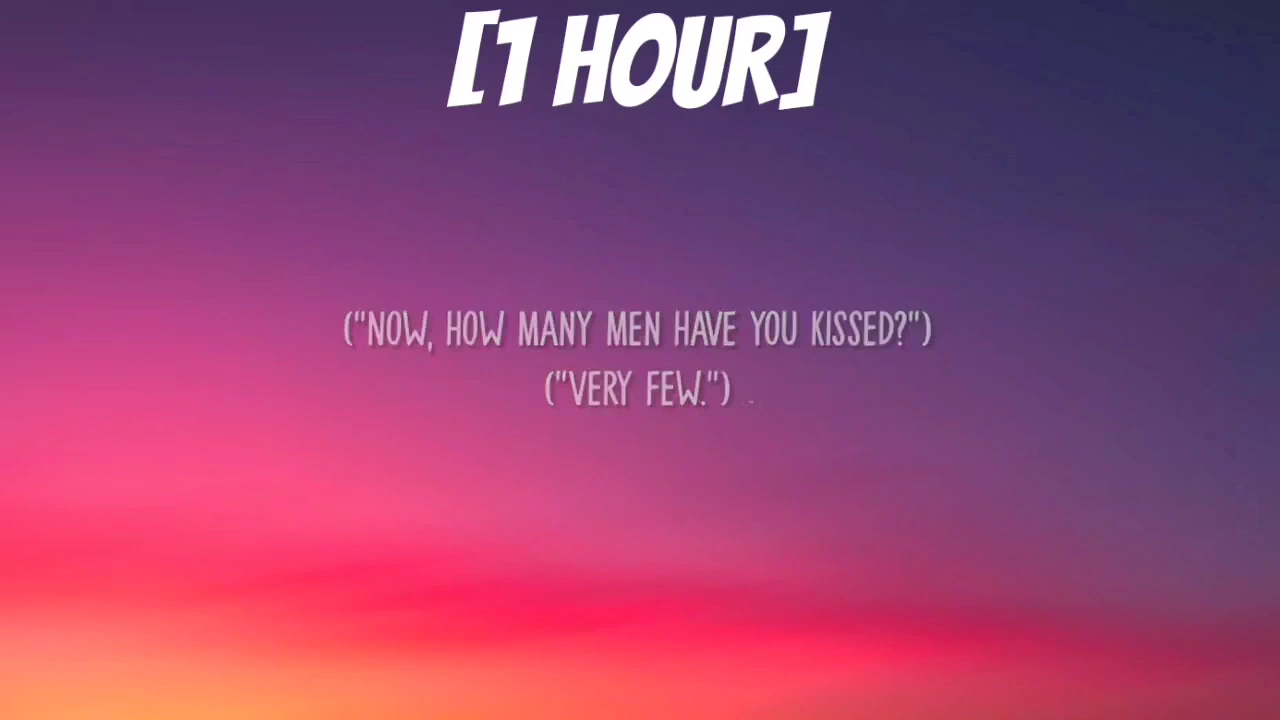 [1 HOUR]
("NOW, HOW MANY MEN HAVE YOU KISSED?")
("VERY FEW.")